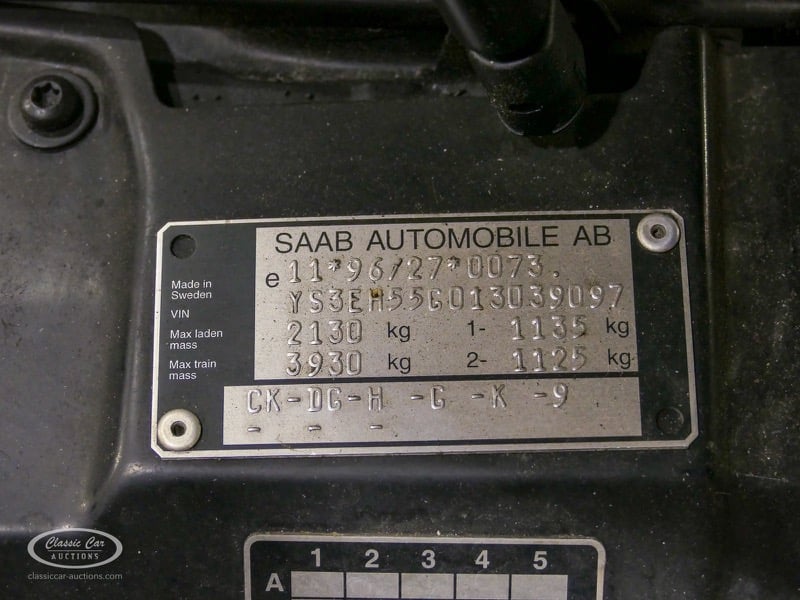 SAAB AUTOMOBILE AB
e 11*96/27*0073.
Made in
Sweden
VIN YS3EH55G013039097
Max laden
mass 2130 kg 1- 1135 kg
Max train
mass 3930 kg 2- 1125 kg
CK-DG-H -G -K -9
- - -
Classic Car
AUCTIONS
classiccar-auctions.com
1 2 3 4 5
A